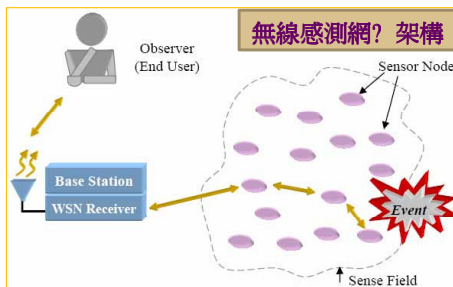 無線感測網? 架構
Observer
(End User)
Sensor Node
Base Station
WSN Receiver
Event
Sense Field